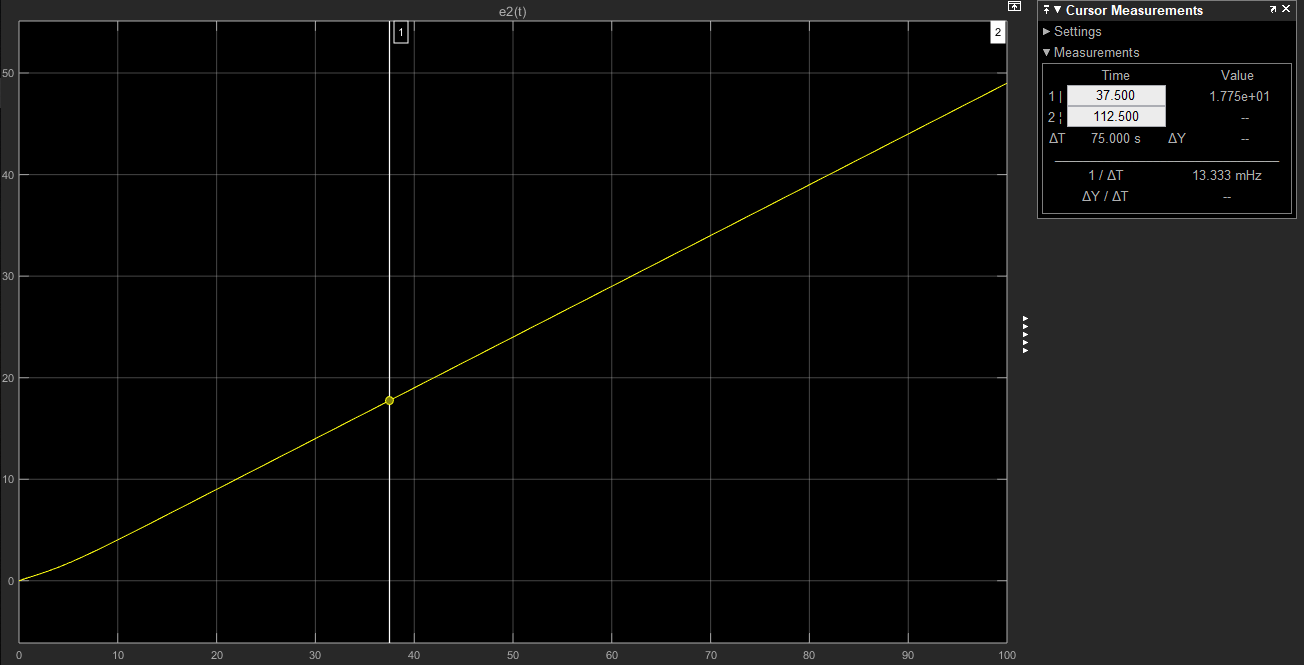 e2(t)
1
2
50
40
30
20
10
0
0 10 20 30 40 50 60 70 80 90 100
Cursor Measurements
Settings
Measurements
Time Value
1 | 37.500 1.775e+01
2 ¦ 112.500 --
ΔT 75.000 s ΔY --
1 / ΔT 13.333 mHz
ΔY / ΔT --